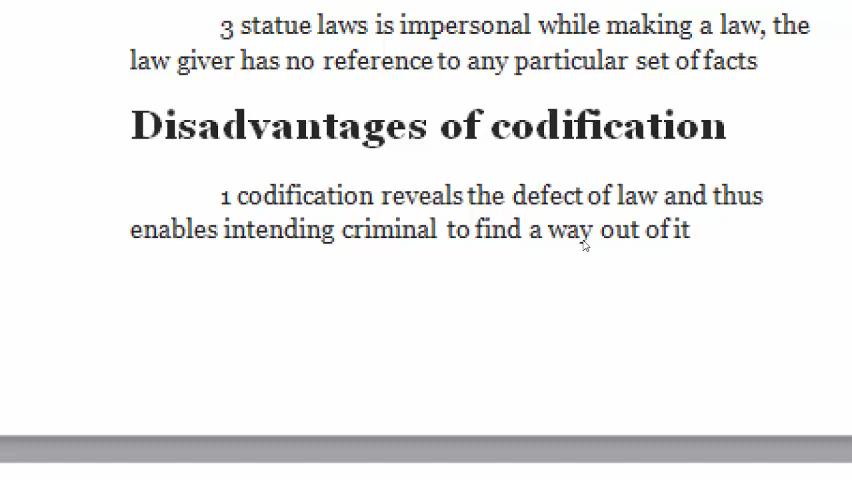 3 statue laws is impersonal while making a law, the
law giver has no reference to any particular set of facts
Disadvantages of codification
1 codification reveals the defect of law and thus
enables intending criminal to find a way out of it